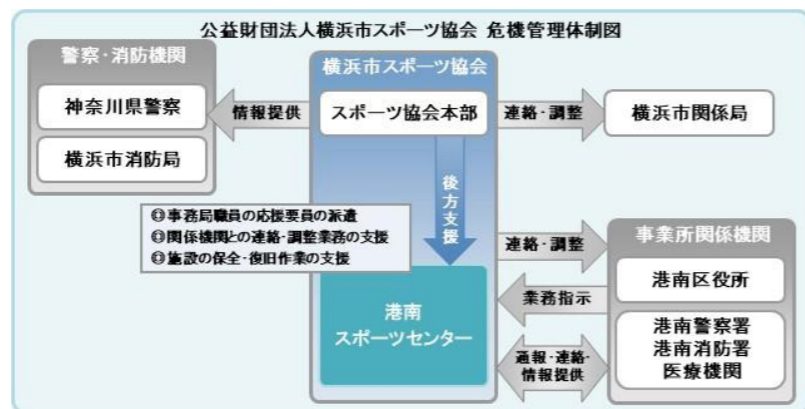 公益財団法人横浜市スポーツ協会 危機管理体制図
警察・消防機関
神奈川県警察
横浜市消防局
情報提供
横浜市スポーツ協会
スポーツ協会本部
連絡・調整
横浜市関係局
後方支援
◎事務局職員の応援要員の派遣
◎関係機関との連絡・調整業務の支援
◎施設の保全・復旧作業の支援
港南
スポーツセンター
連絡・調整
業務指示
通報・連絡・
情報提供
事業所関係機関
港南区役所
港南警察署
港南消防署
医療機関